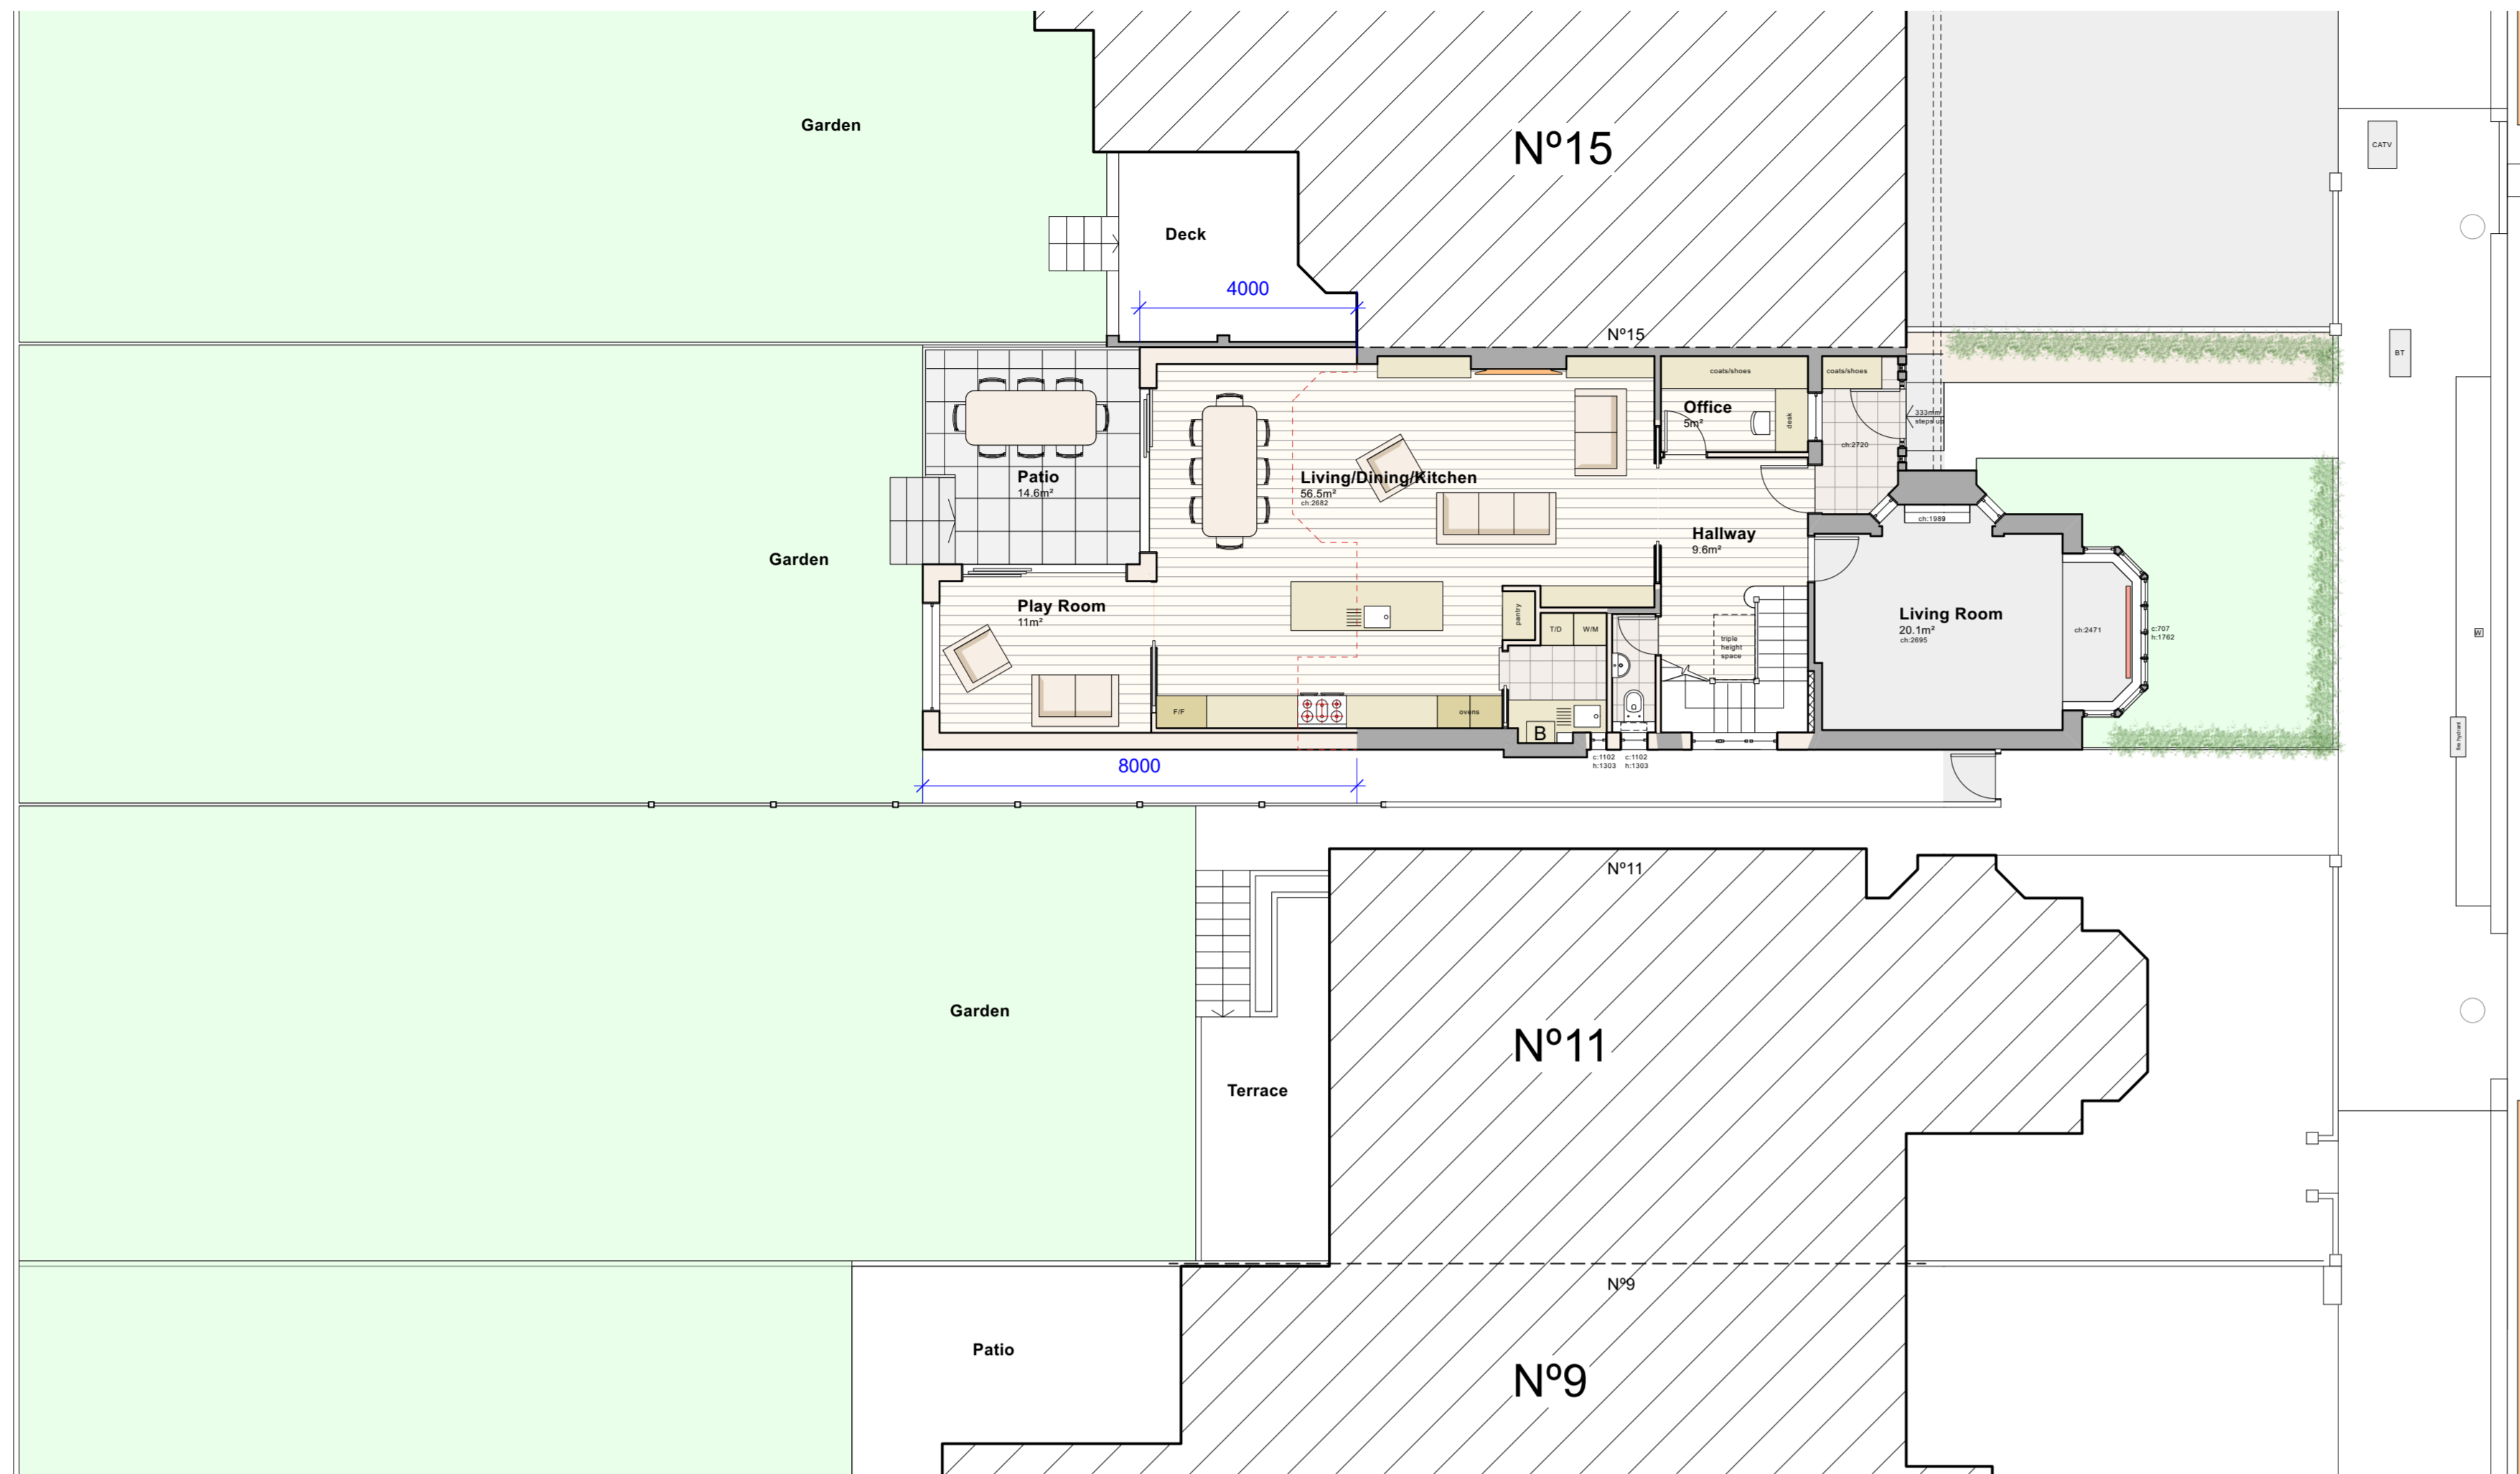 Garden
Nº15
CATV
Deck
4000
Nº15
BT
coats/shoes
coats/shoes
Office
5m²
desk
333mm
steps up
ch:2720
Patio
14.6m²
Living/Dining/Kitchen
56.5m²
ch:2682
ch:1989
Hallway
9.6m²
Garden
Play Room
11m²
pantry
T/D
W/M
triple
height
space
Living Room
20.1m²
ch:2695
ch:2471
c:707
h:1762
W
F/F
ovens
B
fire hydrant
c:1102
h:1303
c:1102
h:1303
8000
Nº11
Garden
Nº11
Terrace
Nº9
Patio
Nº9